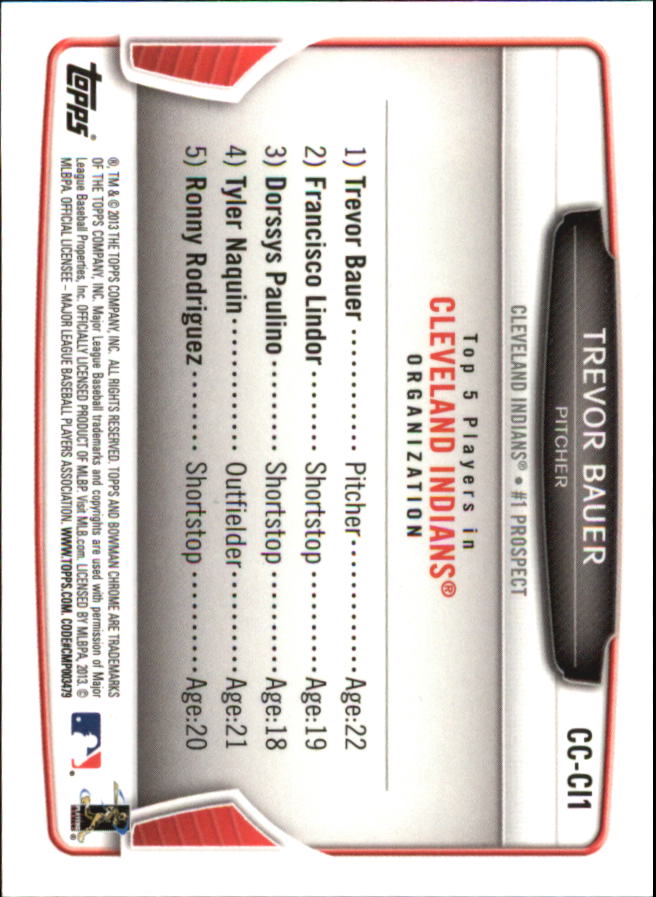 CC-CI1
TREVOR BAUER
PITCHER
CLEVELAND INDIANS® • #1 PROSPECT
Top 5 Players in
CLEVELAND INDIANS®
ORGANIZATION
1) Trevor Bauer ............ Pitcher ............ Age:22
2) Francisco Lindor ....... Shortstop ......... Age:19
3) Dorssys Paulino ........ Shortstop ......... Age:18
4) Tyler Naquin ............ Outfielder ......... Age:21
5) Ronny Rodriguez ....... Shortstop ......... Age:20
topps®
®, TM & © 2013 THE TOPPS COMPANY, INC. ALL RIGHTS RESERVED. TOPPS AND BOWMAN CHROME ARE TRADEMARKS
OF THE TOPPS COMPANY, INC. Major League Baseball trademarks and copyrights are used with permission of Major
League Baseball Properties, Inc. OFFICIALLY LICENSED PRODUCT OF MLBP. Visit MLB.com. LICENSED BY MLBPA, 2013. ©
MLBPA. OFFICIAL LICENSEE – MAJOR LEAGUE BASEBALL PLAYERS ASSOCIATION. WWW.TOPPS.COM. CODE#CMP003479